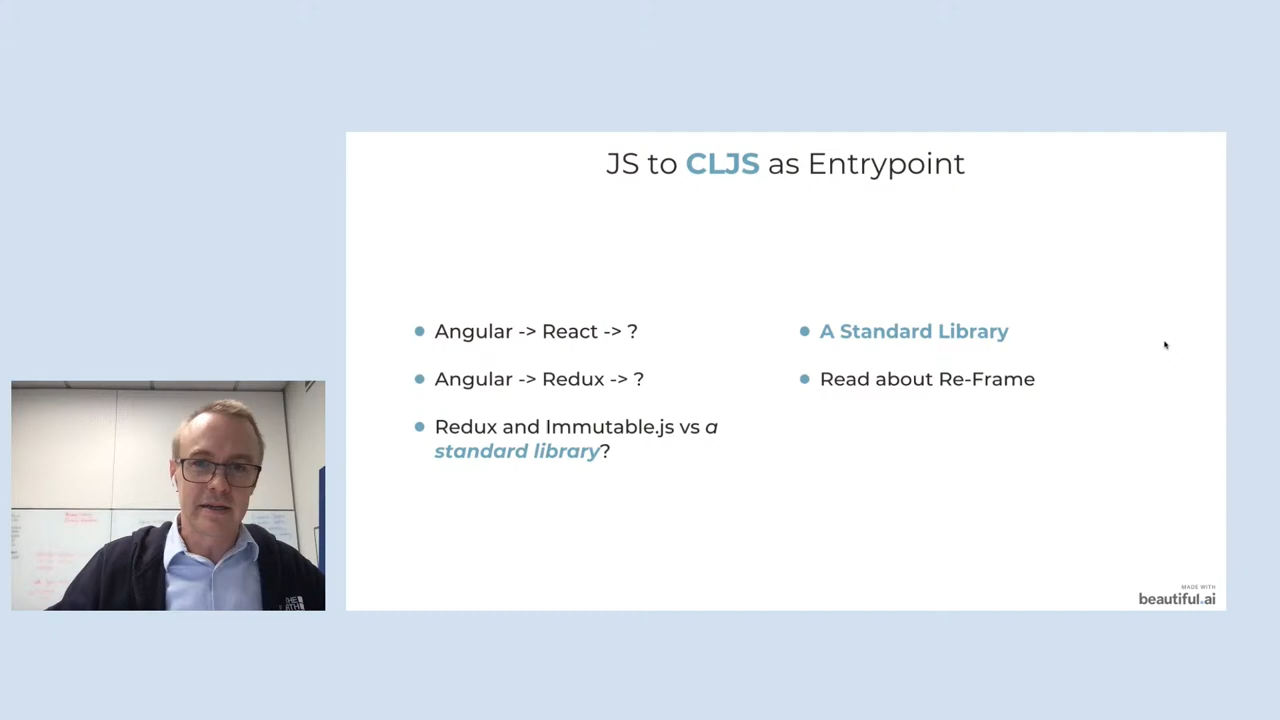 JS to CLJS as Entrypoint
Angular -> React -> ?
Angular -> Redux -> ?
Redux and Immutable.js vs a
standard library?
A Standard Library
Read about Re-Frame
MADE WITH
beautiful.ai
THE